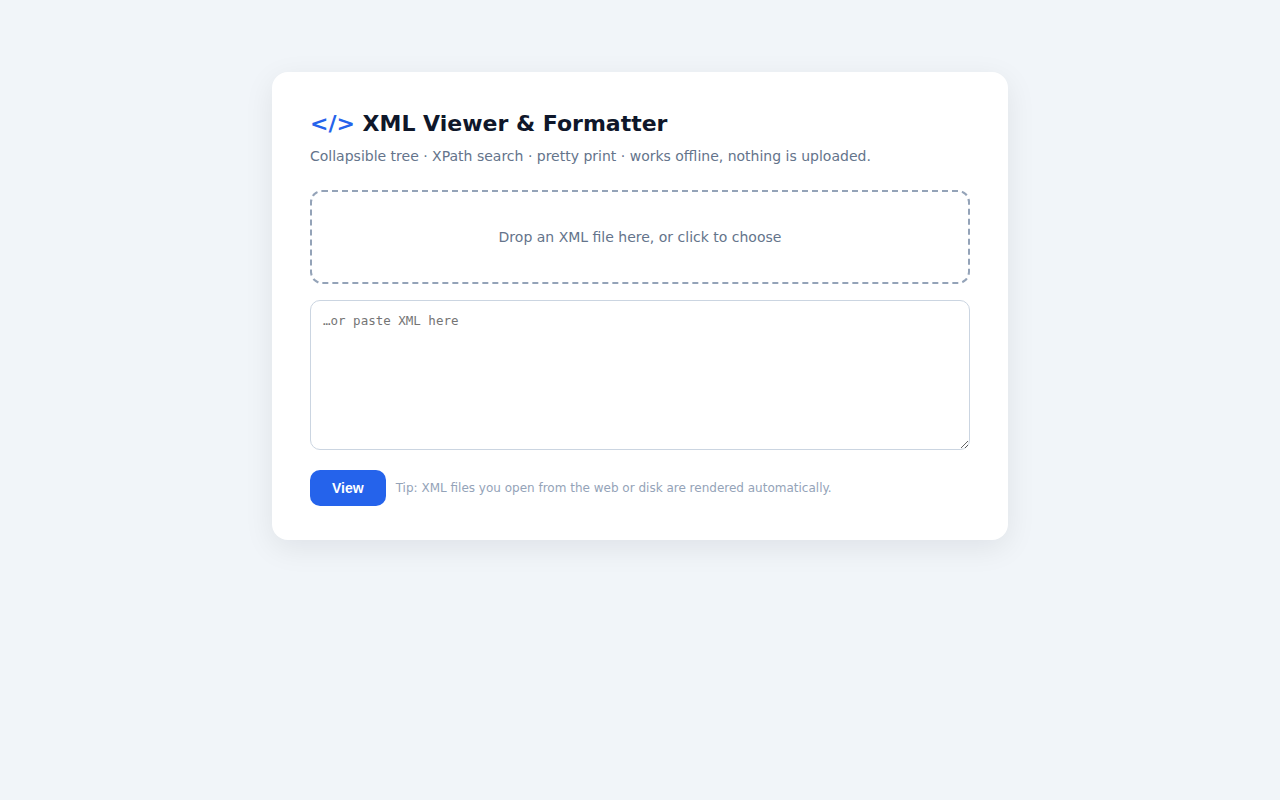 </> XML Viewer & Formatter
Collapsible tree · XPath search · pretty print · works offline, nothing is uploaded.
Drop an XML file here, or click to choose
…or paste XML here
View
Tip: XML files you open from the web or disk are rendered automatically.